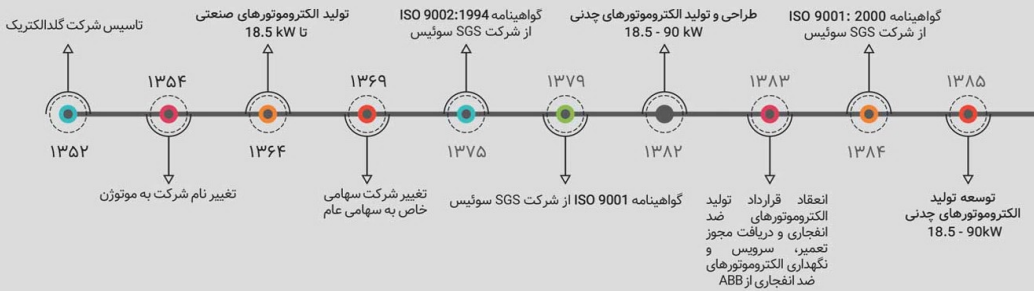 تاسیس شرکت گلدالکتریک
۱۳۵۲
۱۳۵۴
تغییر نام شرکت به موتوژن
تولید الکتروموتورهای صنعتی
تا 18.5 kW
۱۳۶۴
۱۳۶۹
تغییر شرکت سهامی
خاص به سهامی عام
گواهینامه ISO 9002:1994
از شرکت SGS سوئیس
۱۳۷۵
۱۳۷۹
گواهینامه ISO 9001 از شرکت SGS سوئیس
طراحی و تولید الکتروموتورهای چدنی
18.5 - 90 kW
۱۳۸۲
۱۳۸۳
انعقاد قرارداد تولید
الکتروموتورهای ضد
انفجاری و دریافت مجوز
تعمیر، سرویس و
نگهداری الکتروموتورهای
ضد انفجاری از ABB
گواهینامه ISO 9001: 2000
از شرکت SGS سوئیس
۱۳۸۴
۱۳۸۵
توسعه تولید
الکتروموتورهای چدنی
18.5 - 90kW